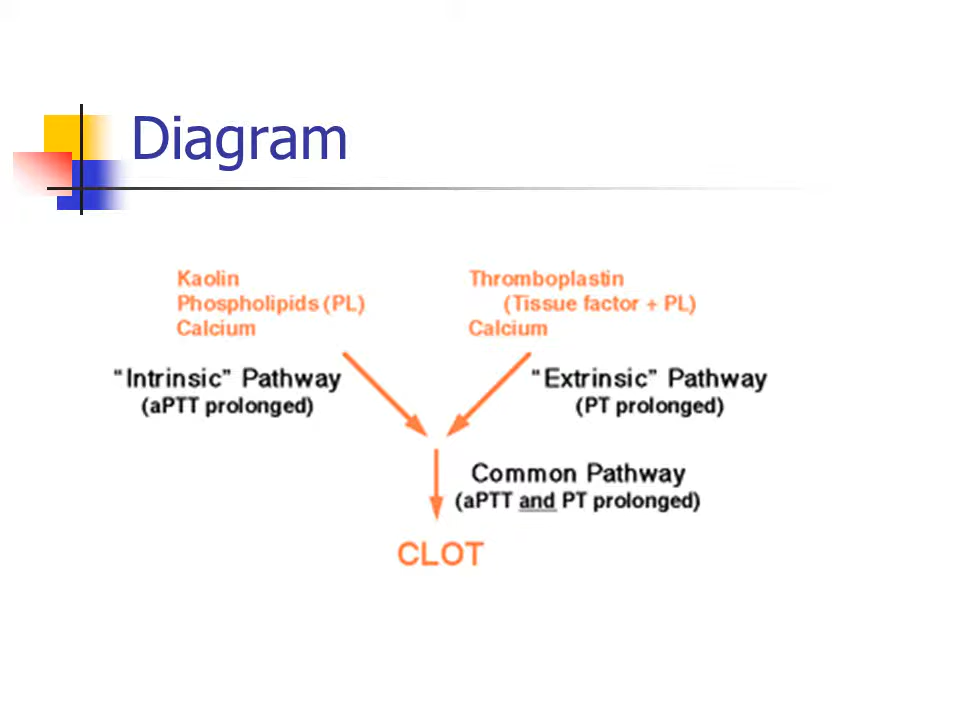 Diagram
Kaolin
Phospholipids (PL)
Calcium
Thromboplastin
(Tissue factor + PL)
Calcium
"Intrinsic" Pathway
(aPTT prolonged)
"Extrinsic" Pathway
(PT prolonged)
Common Pathway
(aPTT and PT prolonged)
CLOT